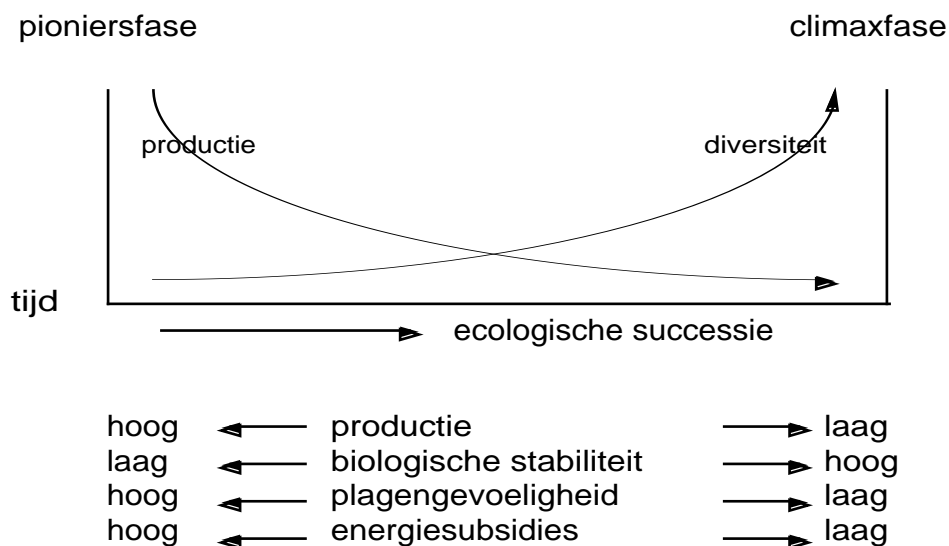 pioniersfase climaxfase
productie diversiteit
tijd
ecologische successie
hoog productie laag
laag biologische stabiliteit hoog
hoog plagengevoeligheid laag
hoog energiesubsidies laag